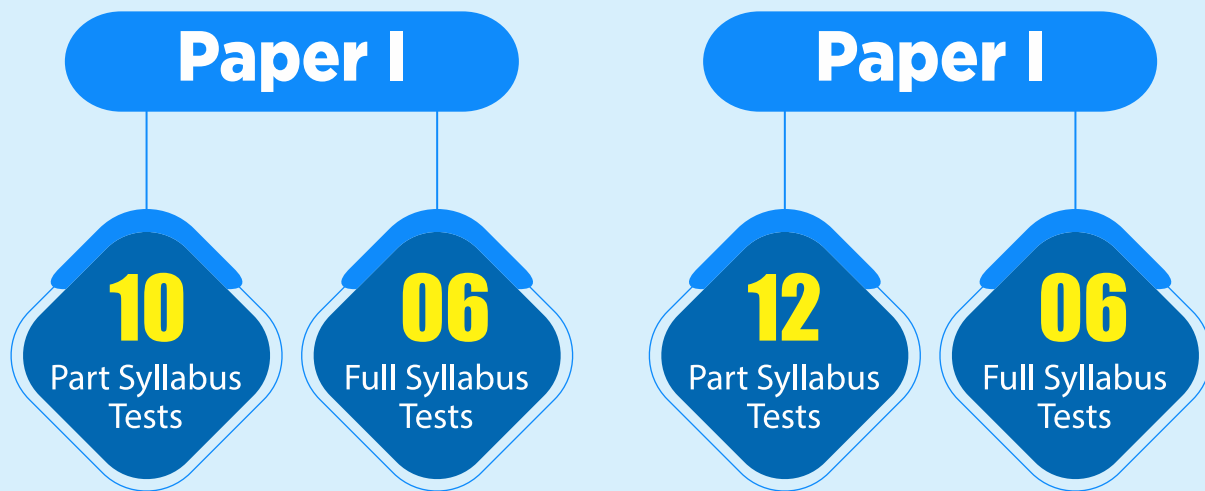 Paper I
10
Part Syllabus
Tests
06
Full Syllabus
Tests
Paper I
12
Part Syllabus
Tests
06
Full Syllabus
Tests